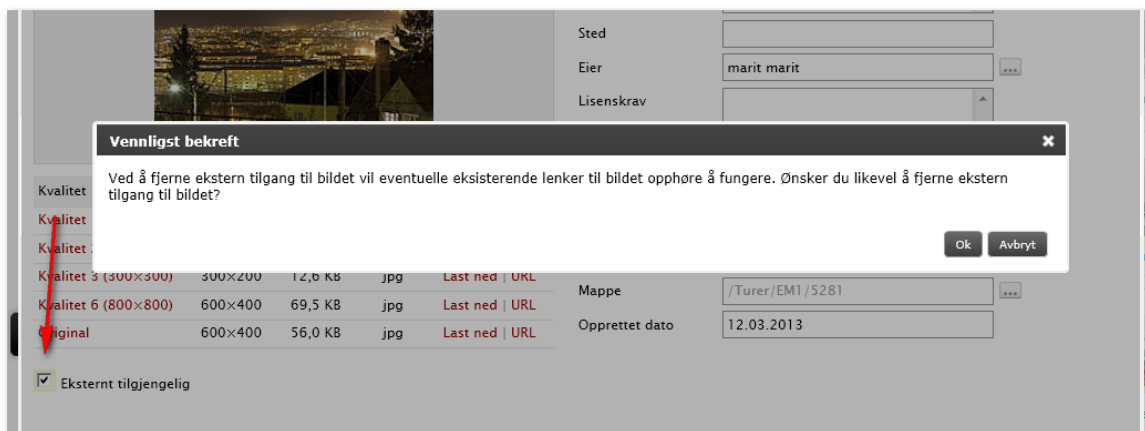 Sted
Eier marit marit ...
Lisenskrav
Vennligst bekreft
Ved å fjerne ekstern tilgang til bildet vil eventuelle eksisterende lenker til bildet opphøre å fungere. Ønsker du likevel å fjerne ekstern
tilgang til bildet?
Ok Avbryt
Kvalitet
Kvalitet
Kvalitet
Kvalitet 3 (300×300) 300×200 12,6 KB jpg Last ned | URL
Kvalitet 6 (800×800) 600×400 69,5 KB jpg Last ned | URL
Original 600×400 56,0 KB jpg Last ned | URL
Mappe /Turer/EM1/5281 ...
Opprettet dato 12.03.2013
Eksternt tilgjengelig